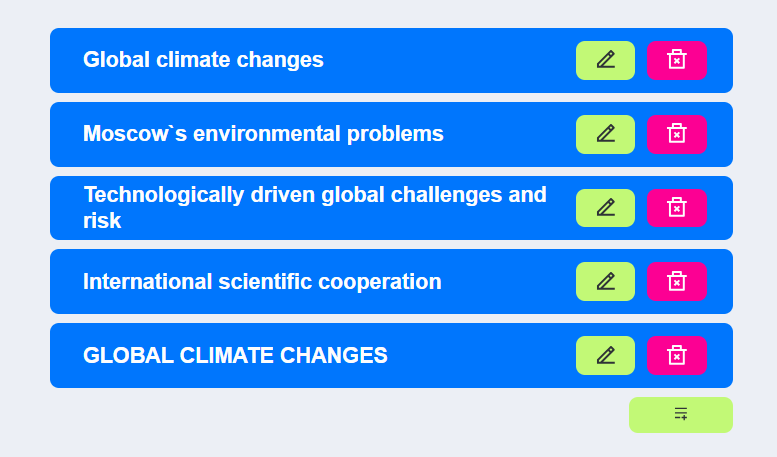 Global climate changes
Moscow`s environmental problems
Technologically driven global challenges and
risk
International scientific cooperation
GLOBAL CLIMATE CHANGES